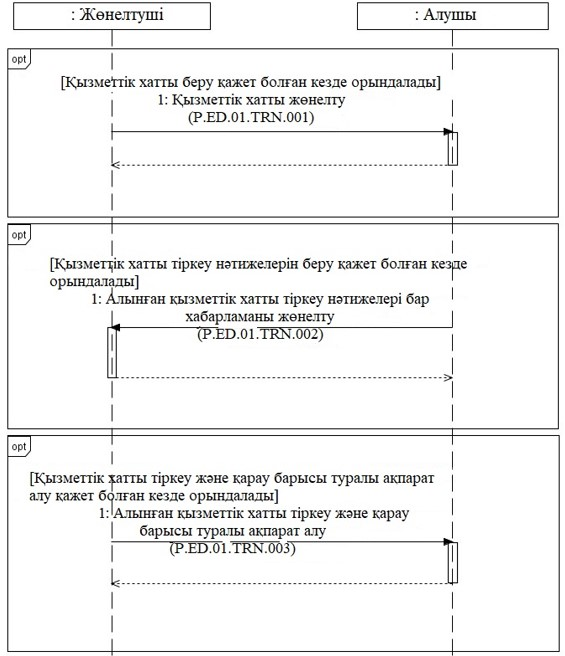 : Жөнелтуші
: Алушы
opt
[Қызметтік хатты беру қажет болған кезде орындалады]
1: Қызметтік хатты жөнелту
(P.ED.01.TRN.001)
opt
[Қызметтік хатты тіркеу нәтижелерін беру қажет болған кезде
орындалады]
1: Алынған қызметтік хатты тіркеу нәтижелері бар
хабарламаны жөнелту
(P.ED.01.TRN.002)
opt
[Қызметтік хатты тіркеу және қарау барысы туралы ақпарат
алу қажет болған кезде орындалады]
1: Алынған қызметтік хатты тіркеу және қарау
барысы туралы ақпарат алу
(P.ED.01.TRN.003)